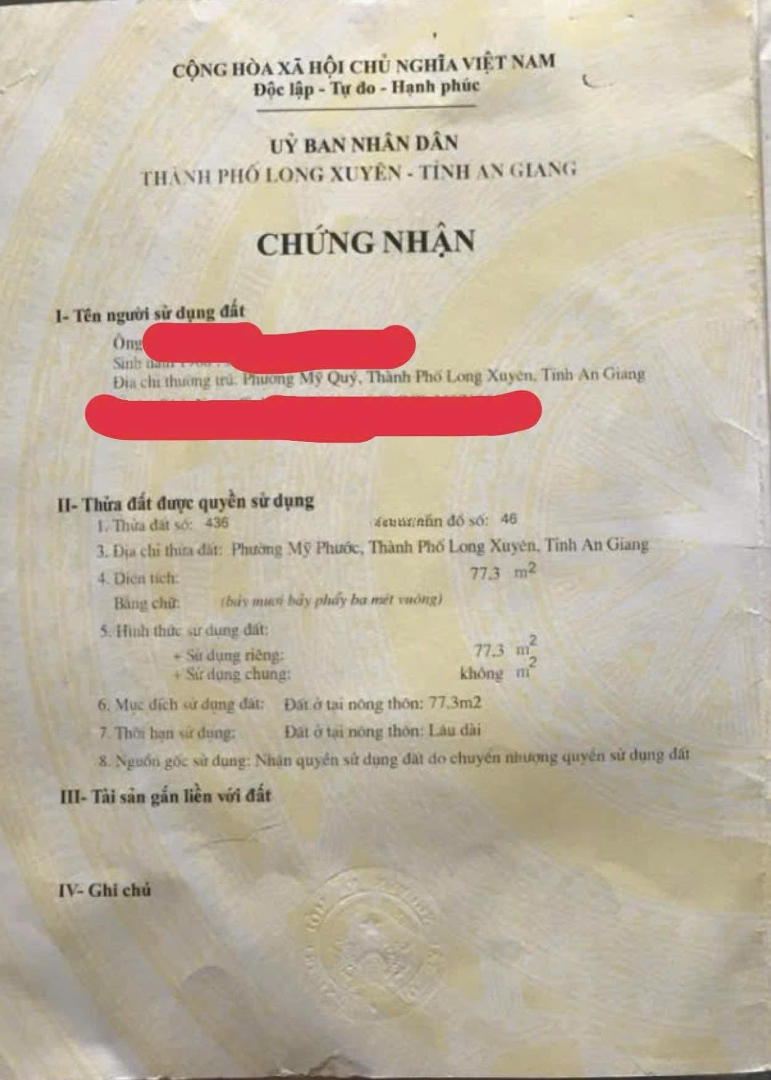 CỘNG HÒA XÃ HỘI CHỦ NGHĨA VIỆT NAM
Độc lập - Tự do - Hạnh phúc
UỶ BAN NHÂN DÂN
THÀNH PHỐ LONG XUYÊN - TỈNH AN GIANG
CHỨNG NHẬN
I- Tên người sử dụng đất
Ông
Sinh năm
Địa chỉ thường trú: Phường Mỹ Quý, Thành Phố Long Xuyên, Tỉnh An Giang
II- Thửa đất được quyền sử dụng
1. Thửa đất số: 436 đồ số: 46
3. Địa chỉ thửa đất: Phường Mỹ Phước, Thành Phố Long Xuyên, Tỉnh An Giang
4. Diện tích: 77.3 m2
Bằng chữ: (bảy mươi bảy phẩy ba mét vuông)
5. Hình thức sử dụng đất:
+ Sử dụng riêng: 77.3 m2
+ Sử dụng chung: không m2
6. Mục đích sử dụng đất: Đất ở tại nông thôn: 77.3m2
7. Thời hạn sử dụng: Đất ở tại nông thôn: Lâu dài
8. Nguồn gốc sử dụng: Nhận quyền sử dụng đất do chuyển nhượng quyền sử dụng đất
III- Tài sản gắn liền với đất
IV- Ghi chú